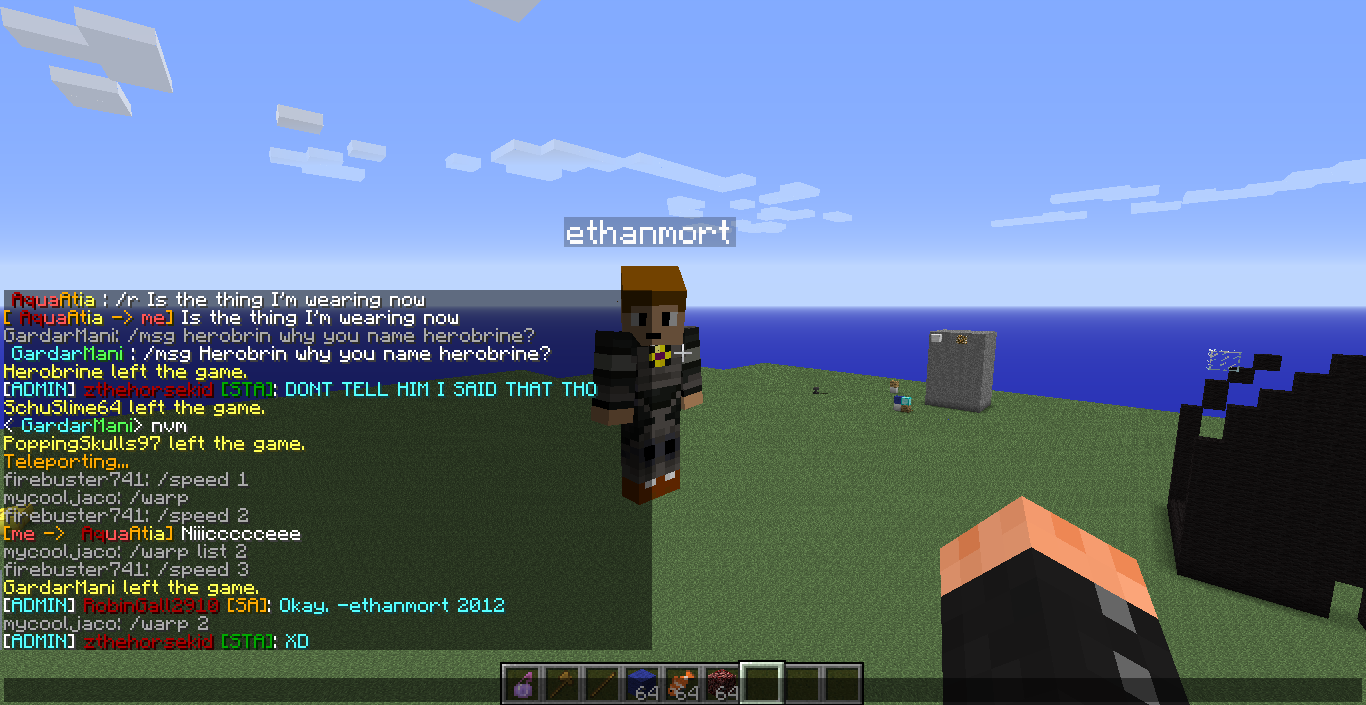 ethanmort
AquaAtia : /r Is the thing I'm wearing now
[ AquaAtia -> me] Is the thing I'm wearing now
GardarMani: /msg herobrin why you name herobrine?
GardarMani : /msg Herobrin why you name herobrine?
Herobrine left the game.
[ADMIN] zthehorsekid [STA]: DONT TELL HIM I SAID THAT THO
SchuSlime64 left the game.
< GardarMani> nvm
PoppingSkulls97 left the game.
Teleporting...
firebuster741: /speed 1
mycooljaco: /warp
firebuster741: /speed 2
[me -> AquaAtia] Niiiccccceee
mycooljaco: /warp list 2
firebuster741: /speed 3
GardarMani left the game.
[ADMIN] RobinGall2910 [SA]: Okay. -ethanmort 2012
mycooljaco: /warp 2
[ADMIN] zthehorsekid [STA]: XD
64 64 64